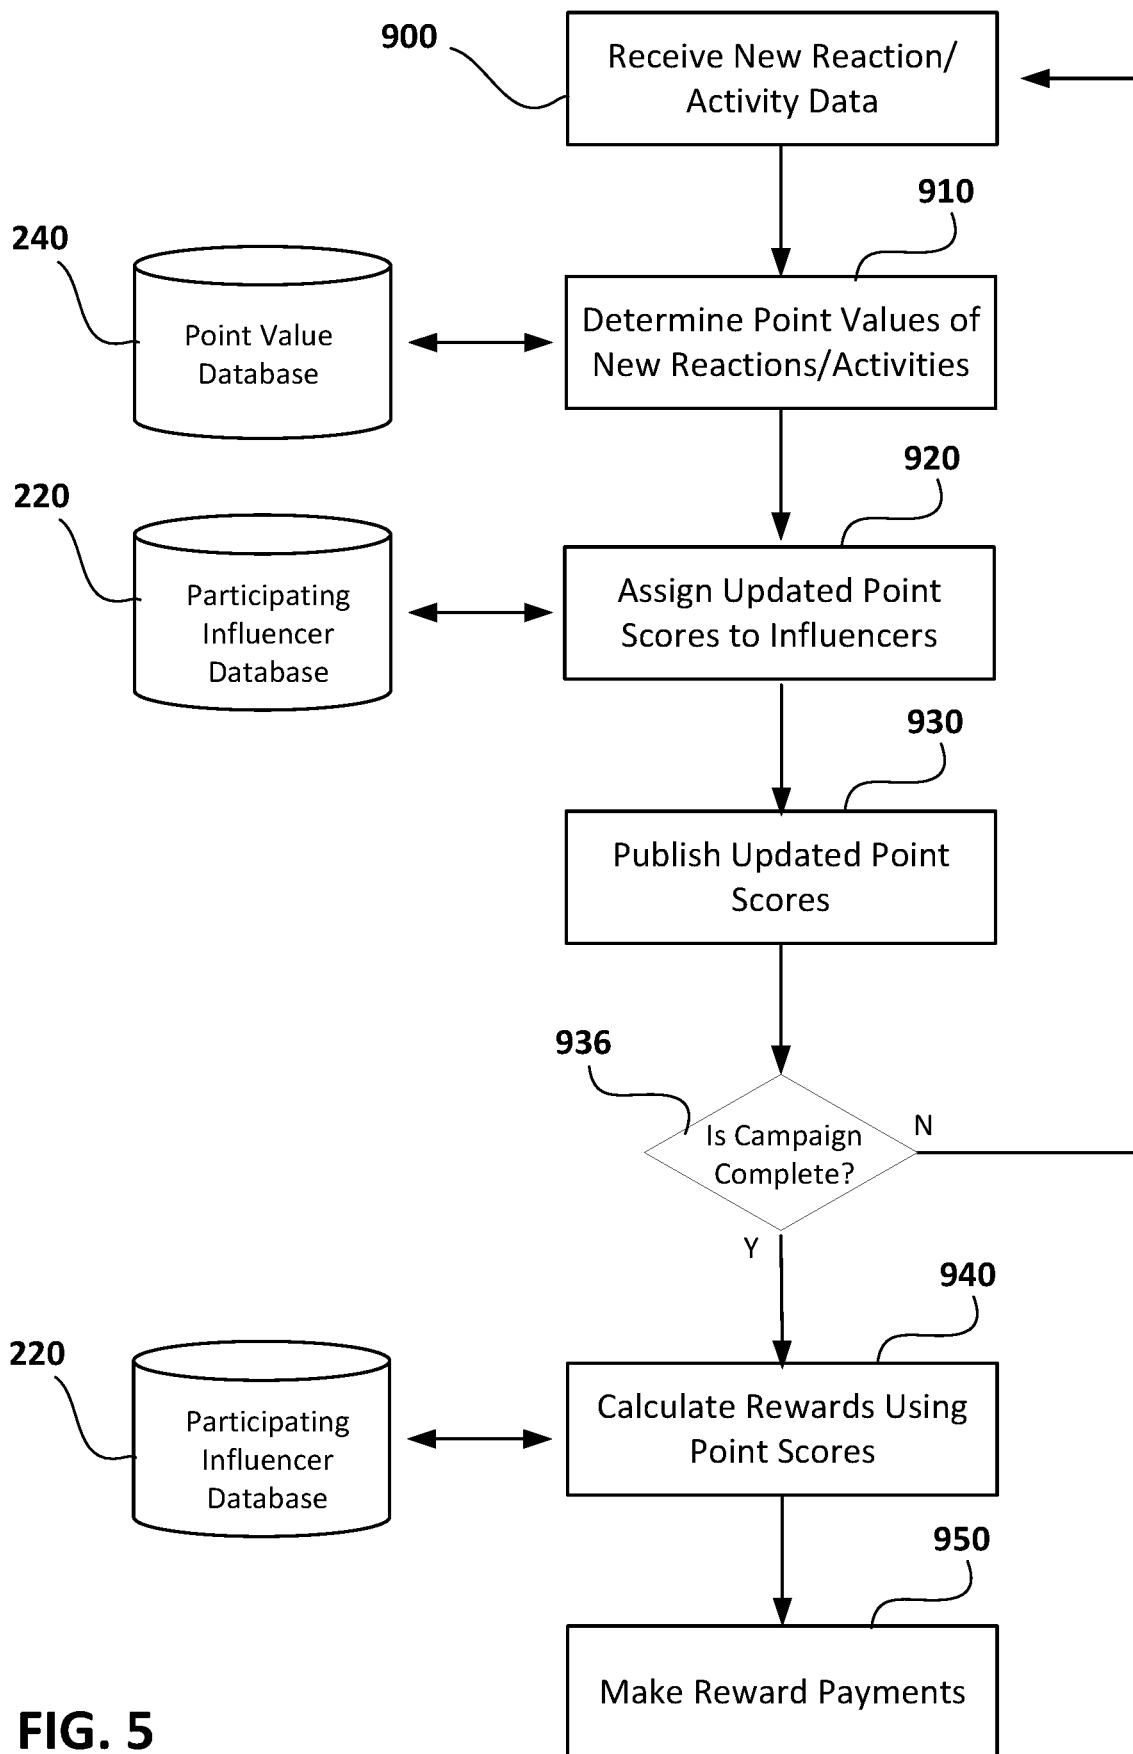 900
Receive New Reaction/
Activity Data
910
240
Point Value
Database
Determine Point Values of
New Reactions/Activities
920
220
Participating
Influencer
Database
Assign Updated Point
Scores to Influencers
930
Publish Updated Point
Scores
936
Is Campaign
Complete?
N
Y
940
220
Participating
Influencer
Database
Calculate Rewards Using
Point Scores
950
Make Reward Payments
FIG. 5